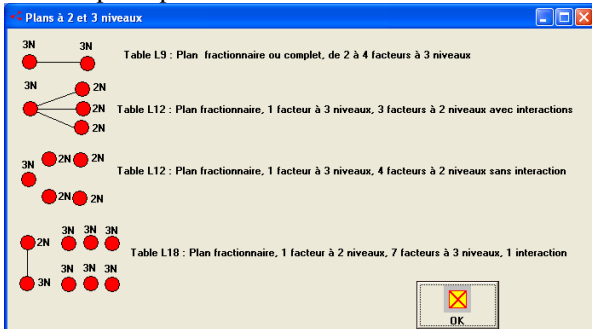 Plans à 2 et 3 niveaux
3N 3N
Table L9 : Plan fractionnaire ou complet, de 2 à 4 facteurs à 3 niveaux
3N 2N
2N Table L12 : Plan fractionnaire, 1 facteur à 3 niveaux, 3 facteurs à 2 niveaux avec interactions
2N
2N 2N
3N Table L12 : Plan fractionnaire, 1 facteur à 3 niveaux, 4 facteurs à 2 niveaux sans interaction
2N 2N
3N 3N 3N
2N Table L18 : Plan fractionnaire, 1 facteur à 2 niveaux, 7 facteurs à 3 niveaux, 1 interaction
3N 3N 3N
3N
OK